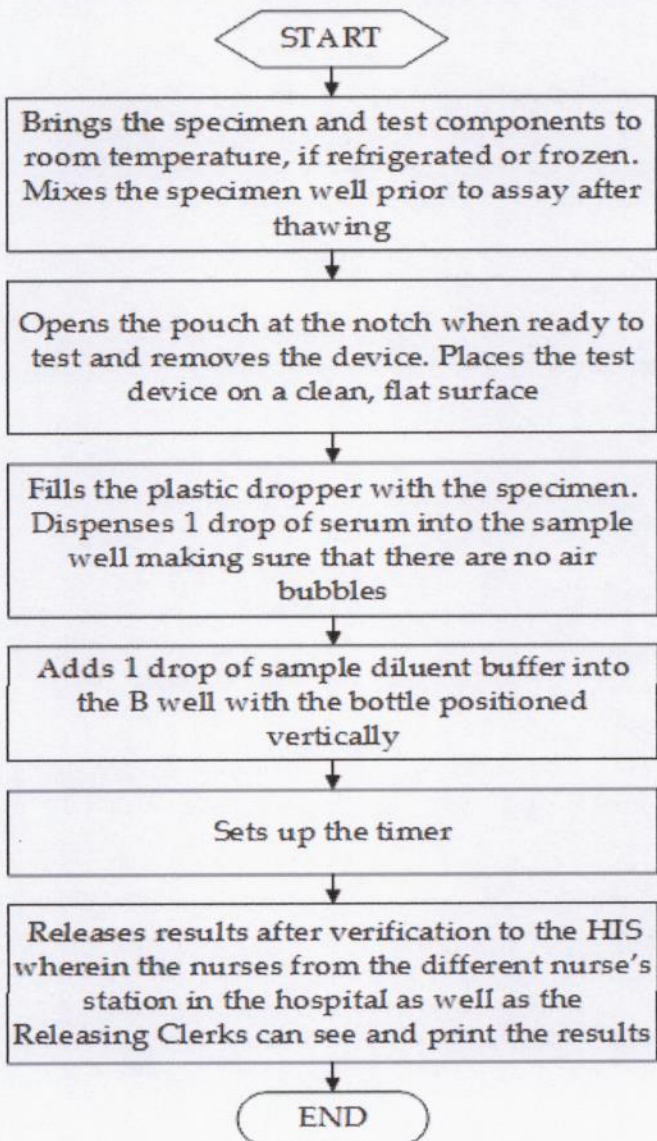 START
Brings the specimen and test components to
room temperature, if refrigerated or frozen.
Mixes the specimen well prior to assay after
thawing
Opens the pouch at the notch when ready to
test and removes the device. Places the test
device on a clean, flat surface
Fills the plastic dropper with the specimen.
Dispenses 1 drop of serum into the sample
well making sure that there are no air
bubbles
Adds 1 drop of sample diluent buffer into
the B well with the bottle positioned
vertically
Sets up the timer
Releases results after verification to the HIS
wherein the nurses from the different nurse's
station in the hospital as well as the
Releasing Clerks can see and print the results
END